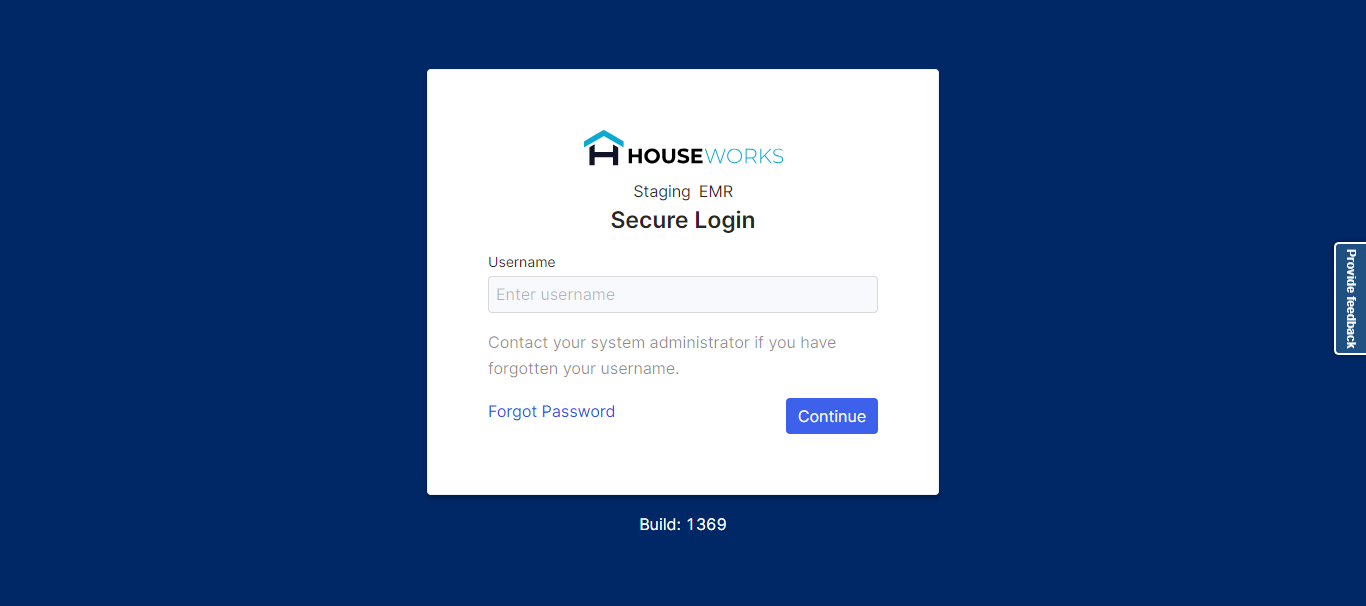 HOUSEWORKS
Staging EMR
Secure Login
Username
Enter username
Contact your system administrator if you have
forgotten your username.
Forgot Password
Continue
Build: 1369
Provide feedback